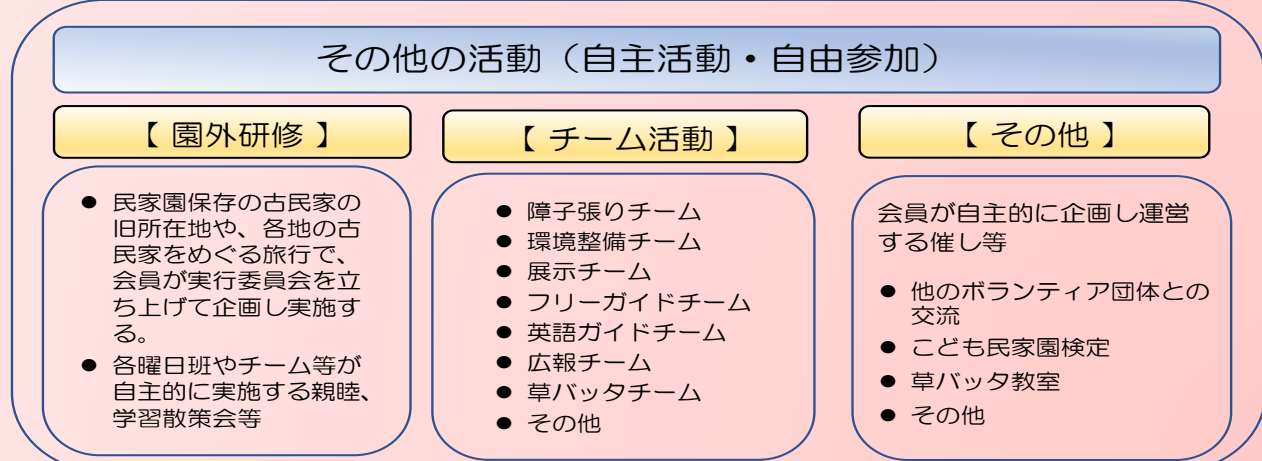 その他の活動（自主活動・自由参加）
【 園外研修 】
● 民家園保存の古民家の
旧所在地や、各地の古
民家をめぐる旅行で、
会員が実行委員会を立
ち上げて企画し実施す
る。
● 各曜日班やチーム等が
自主的に実施する親睦、
学習散策会等
【 チーム活動 】
● 障子張りチーム
● 環境整備チーム
● 展示チーム
● フリーガイドチーム
● 英語ガイドチーム
● 広報チーム
● 草バッタチーム
● その他
【 その他 】
会員が自主的に企画し運営
する催し等
● 他のボランティア団体との
交流
● こども民家園検定
● 草バッタ教室
● その他